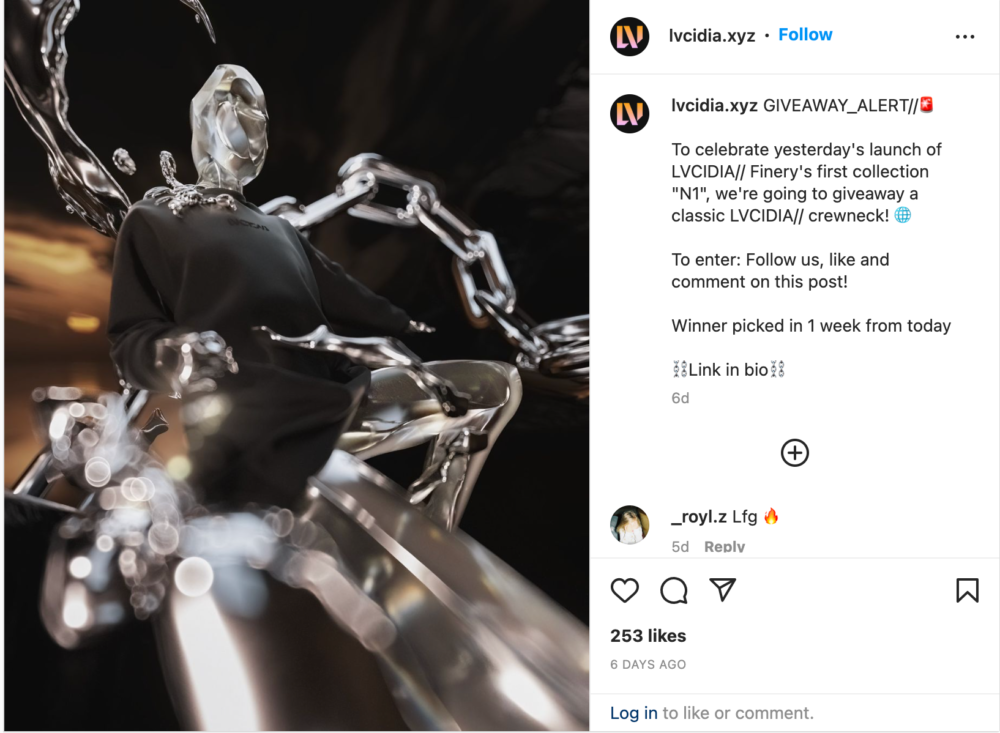 LV
lvcidia.xyz • Follow
LV
lvcidia.xyz GIVEAWAY_ALERT//🚨
To celebrate yesterday's launch of
LVCIDIA// Finery's first collection
"N1", we're going to giveaway a
classic LVCIDIA// crewneck! 🌐
To enter: Follow us, like and
comment on this post!
Winner picked in 1 week from today
⛓Link in bio⛓
6d
_royl.z Lfg 🔥
5d Reply
253 likes
6 DAYS AGO
Log in to like or comment.